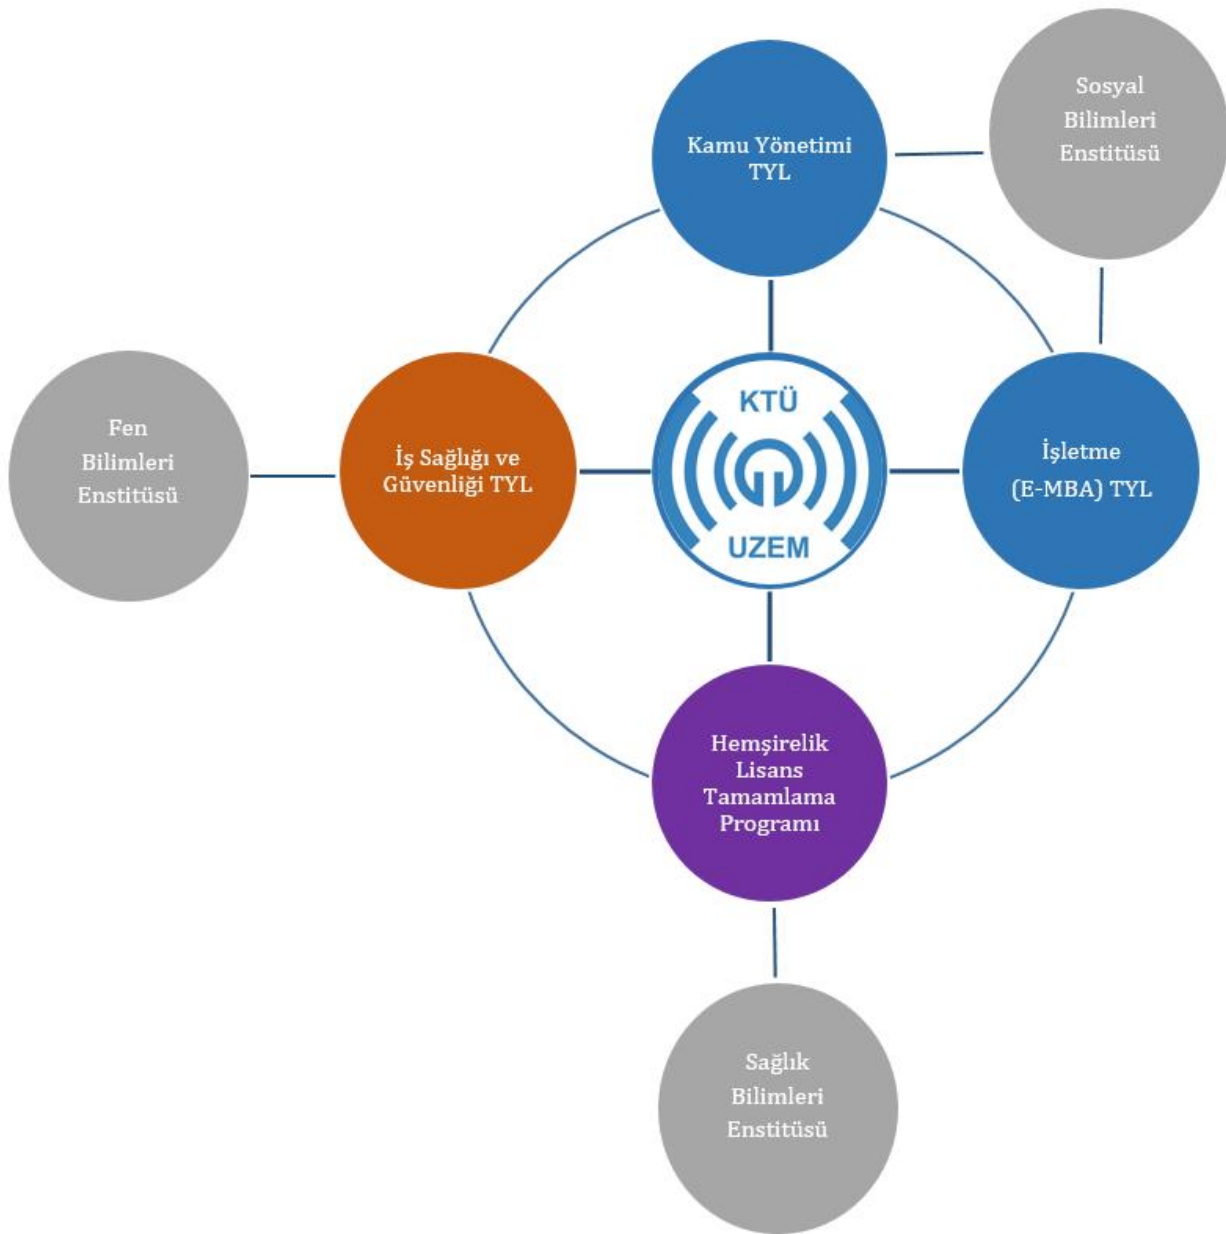 Sosyal
Bilimleri
Enstitüsü
Kamu Yönetimi
TYL
Fen
Bilimleri
Enstitüsü
İş Sağlığı ve
Güvenliği TYL
KTÜ
UZEM
İşletme
(E-MBA) TYL
Hemşirelik
Lisans
Tamamlama
Programı
Sağlık
Bilimleri
Enstitüsü